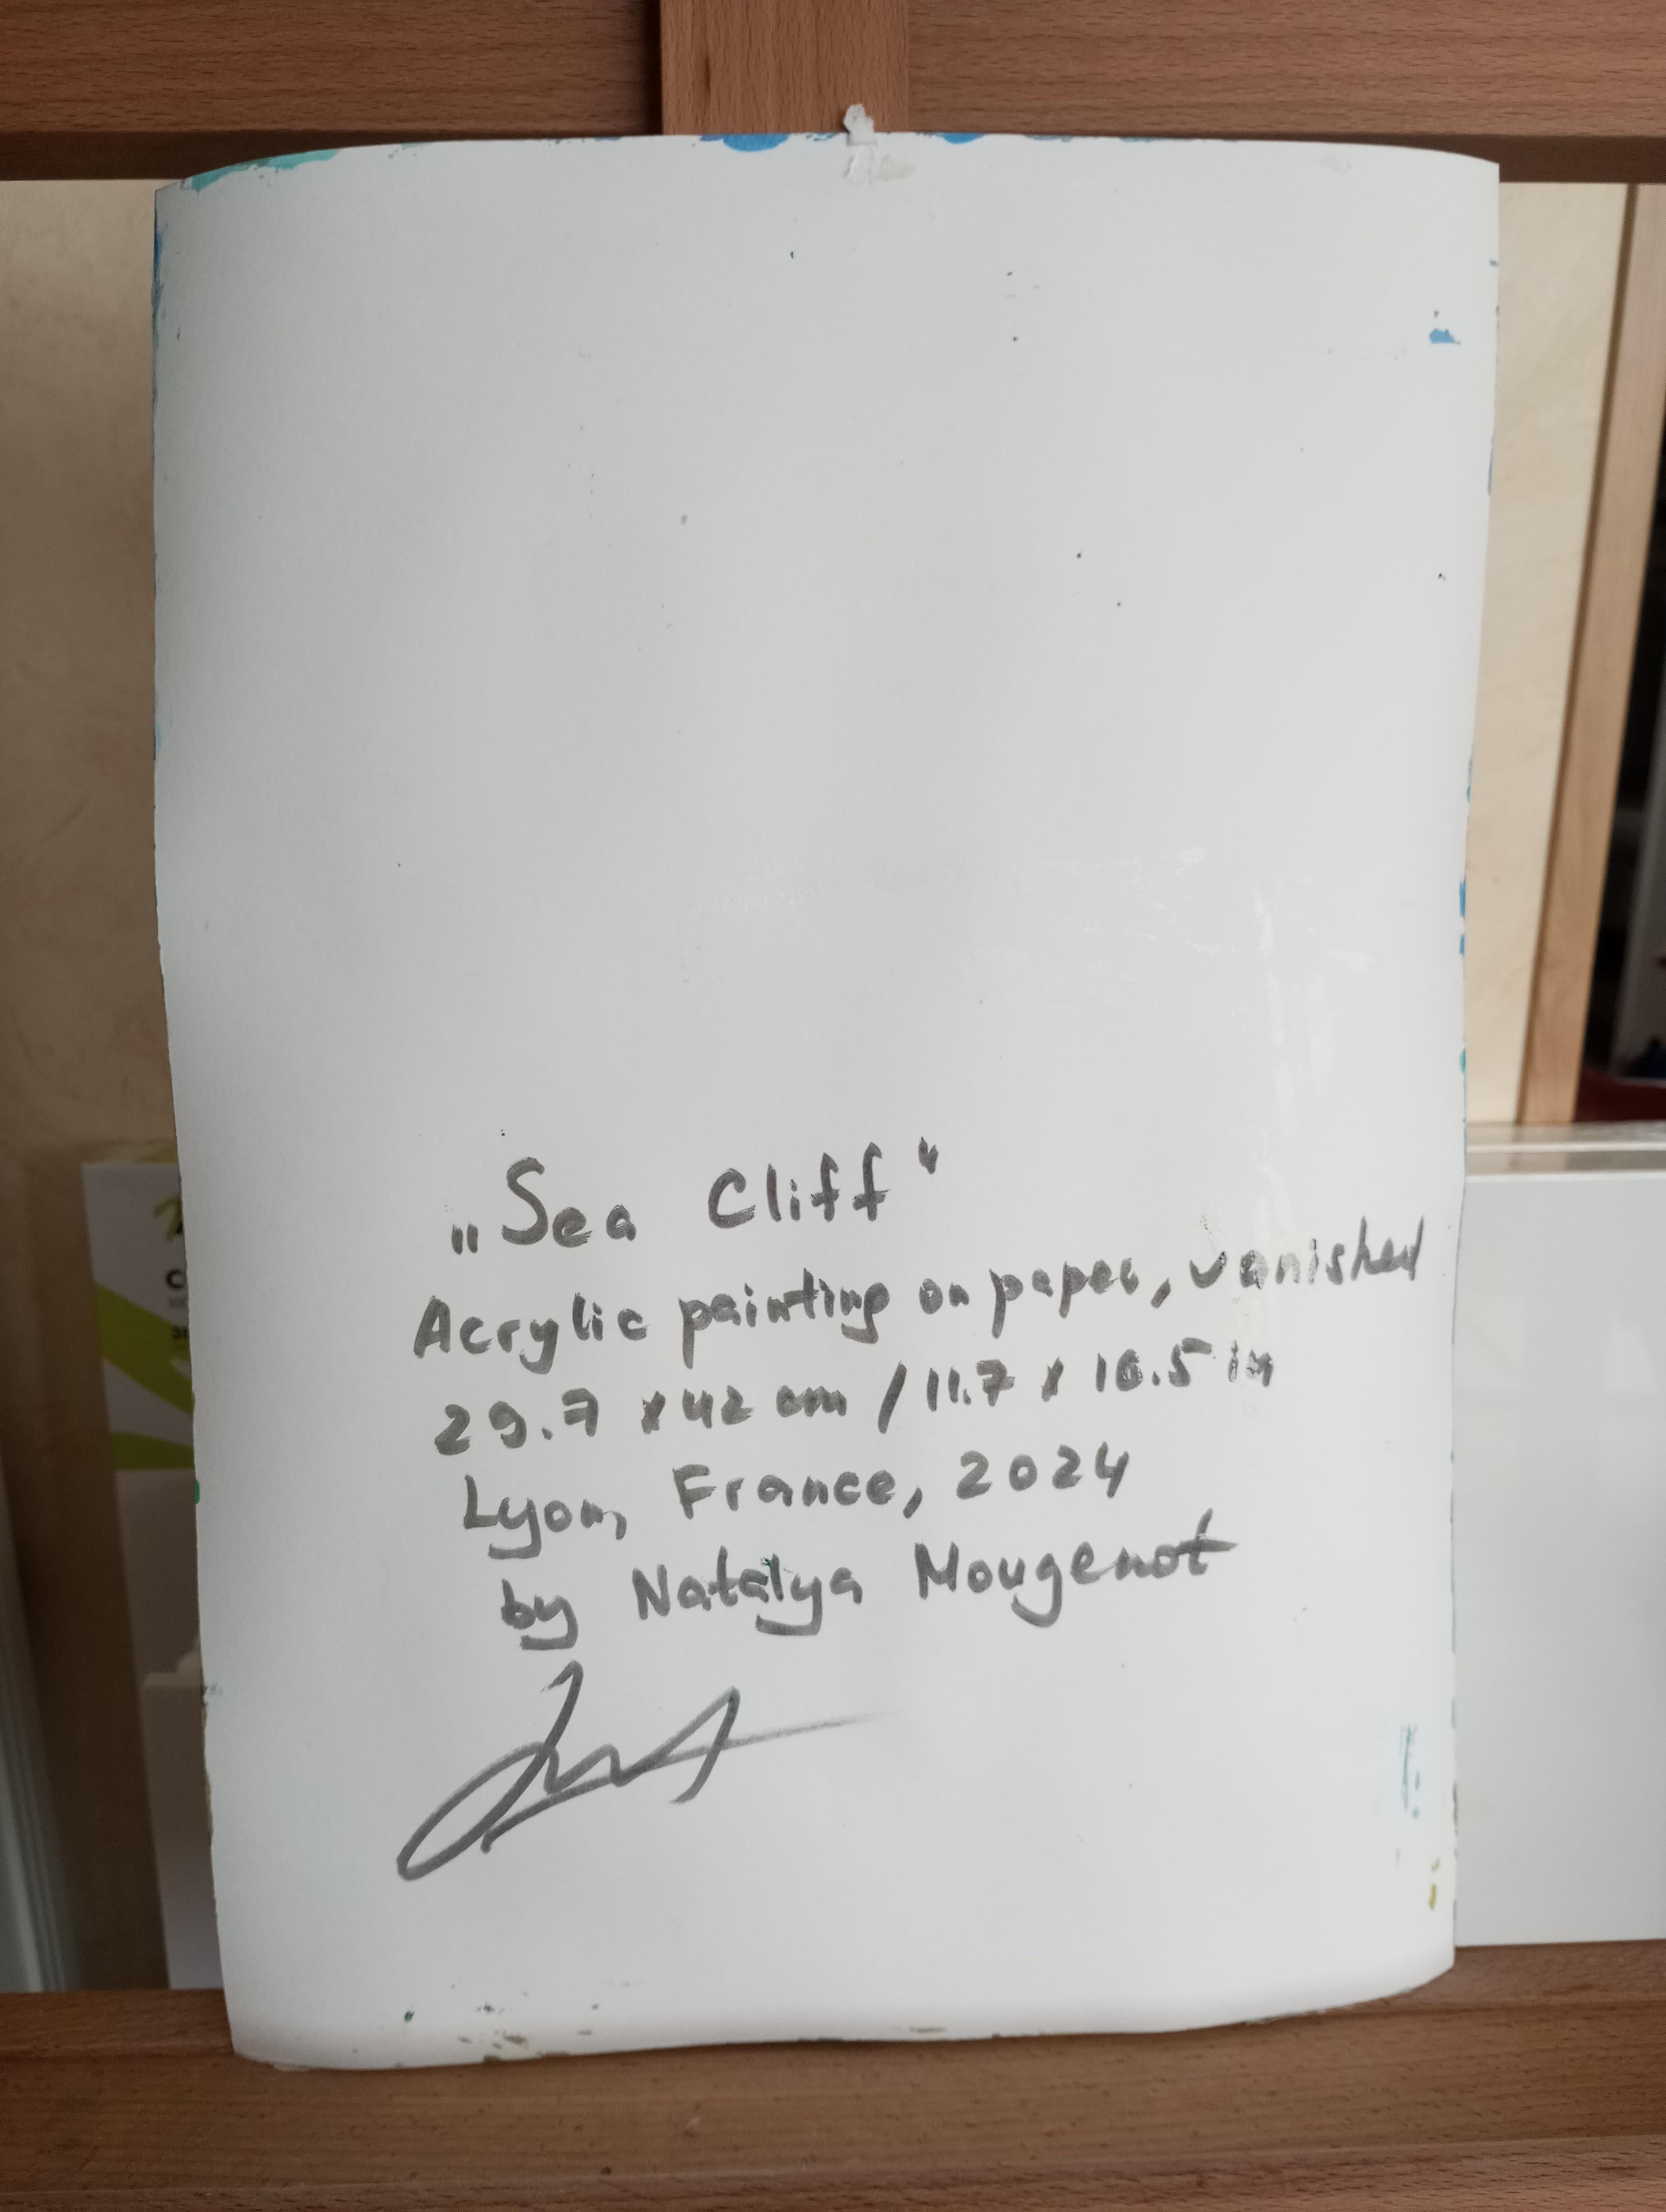 „Sea Cliff“
Acrylic painting on paper, vanished
29.7 x 42 cm / 11.7 x 16.5 in
Lyon, France, 2024
by Natalya Mougenot